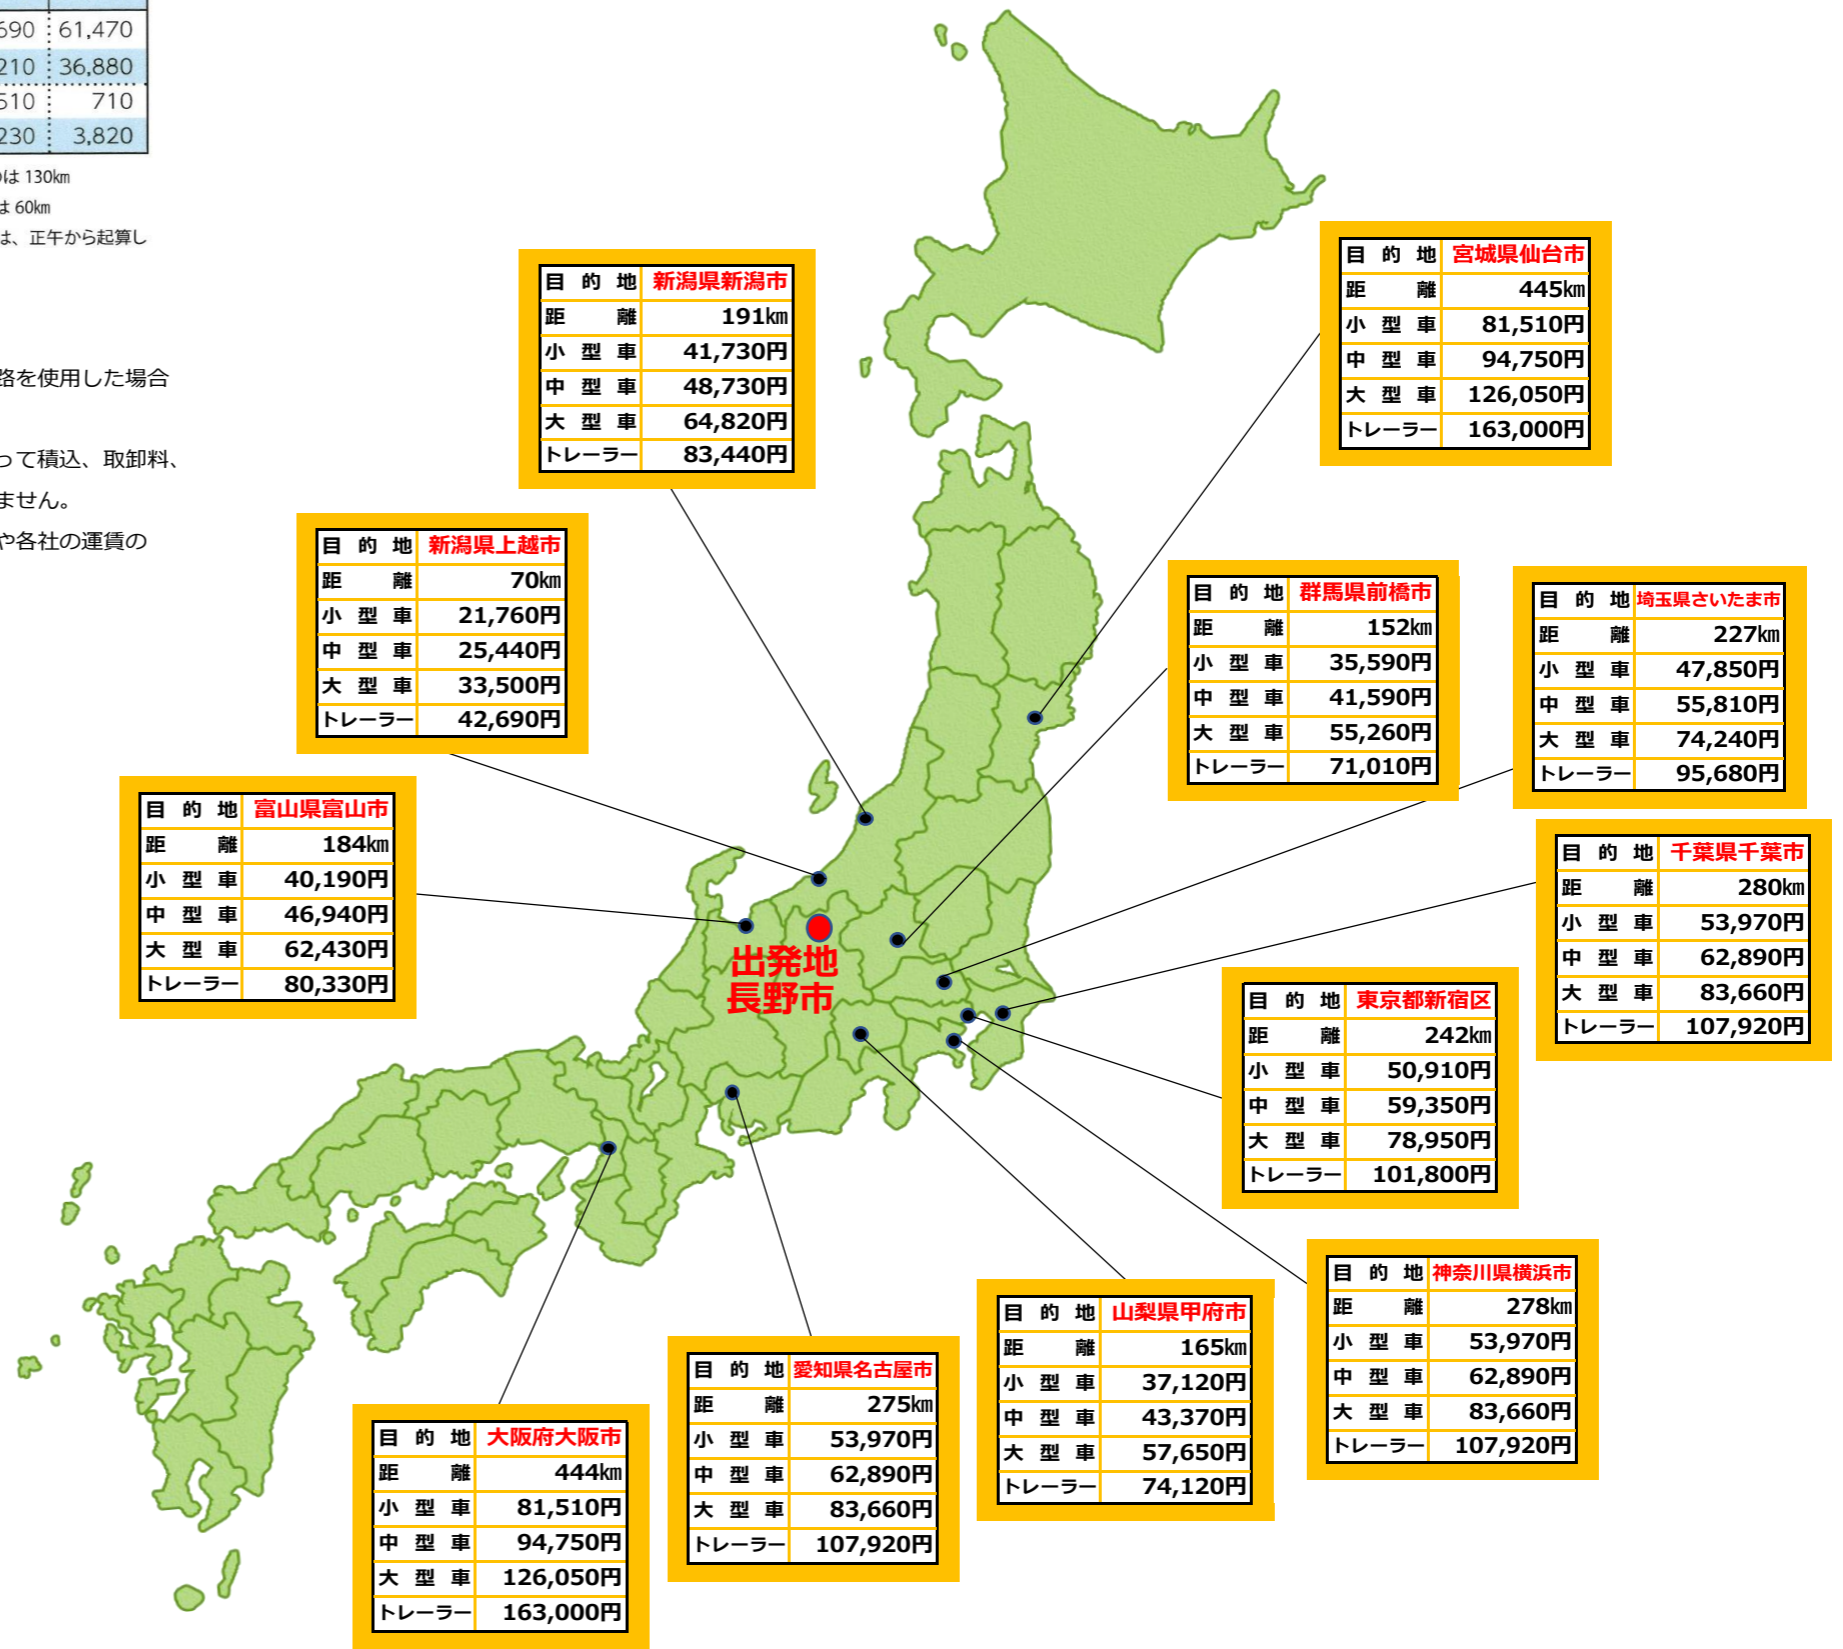 690 61,470
210 36,880
510 710
230 3,820
は 130km
は 60km
は、正午から起算し
路を使用した場合
って積込、取卸料、
ません。
や各社の運賃の
目的地 新潟県新潟市
距離 191km
小型車 41,730円
中型車 48,730円
大型車 64,820円
トレーラー 83,440円
目的地 宮城県仙台市
距離 445km
小型車 81,510円
中型車 94,750円
大型車 126,050円
トレーラー 163,000円
目的地 新潟県上越市
距離 70km
小型車 21,760円
中型車 25,440円
大型車 33,500円
トレーラー 42,690円
目的地 群馬県前橋市
距離 152km
小型車 35,590円
中型車 41,590円
大型車 55,260円
トレーラー 71,010円
目的地 埼玉県さいたま市
距離 227km
小型車 47,850円
中型車 55,810円
大型車 74,240円
トレーラー 95,680円
目的地 富山県富山市
距離 184km
小型車 40,190円
中型車 46,940円
大型車 62,430円
トレーラー 80,330円
目的地 千葉県千葉市
距離 280km
小型車 53,970円
中型車 62,890円
大型車 83,660円
トレーラー 107,920円
出発地
長野市
目的地 東京都新宿区
距離 242km
小型車 50,910円
中型車 59,350円
大型車 78,950円
トレーラー 101,800円
目的地 神奈川県横浜市
距離 278km
小型車 53,970円
中型車 62,890円
大型車 83,660円
トレーラー 107,920円
目的地 山梨県甲府市
距離 165km
小型車 37,120円
中型車 43,370円
大型車 57,650円
トレーラー 74,120円
目的地 愛知県名古屋市
距離 275km
小型車 53,970円
中型車 62,890円
大型車 83,660円
トレーラー 107,920円
目的地 大阪府大阪市
距離 444km
小型車 81,510円
中型車 94,750円
大型車 126,050円
トレーラー 163,000円